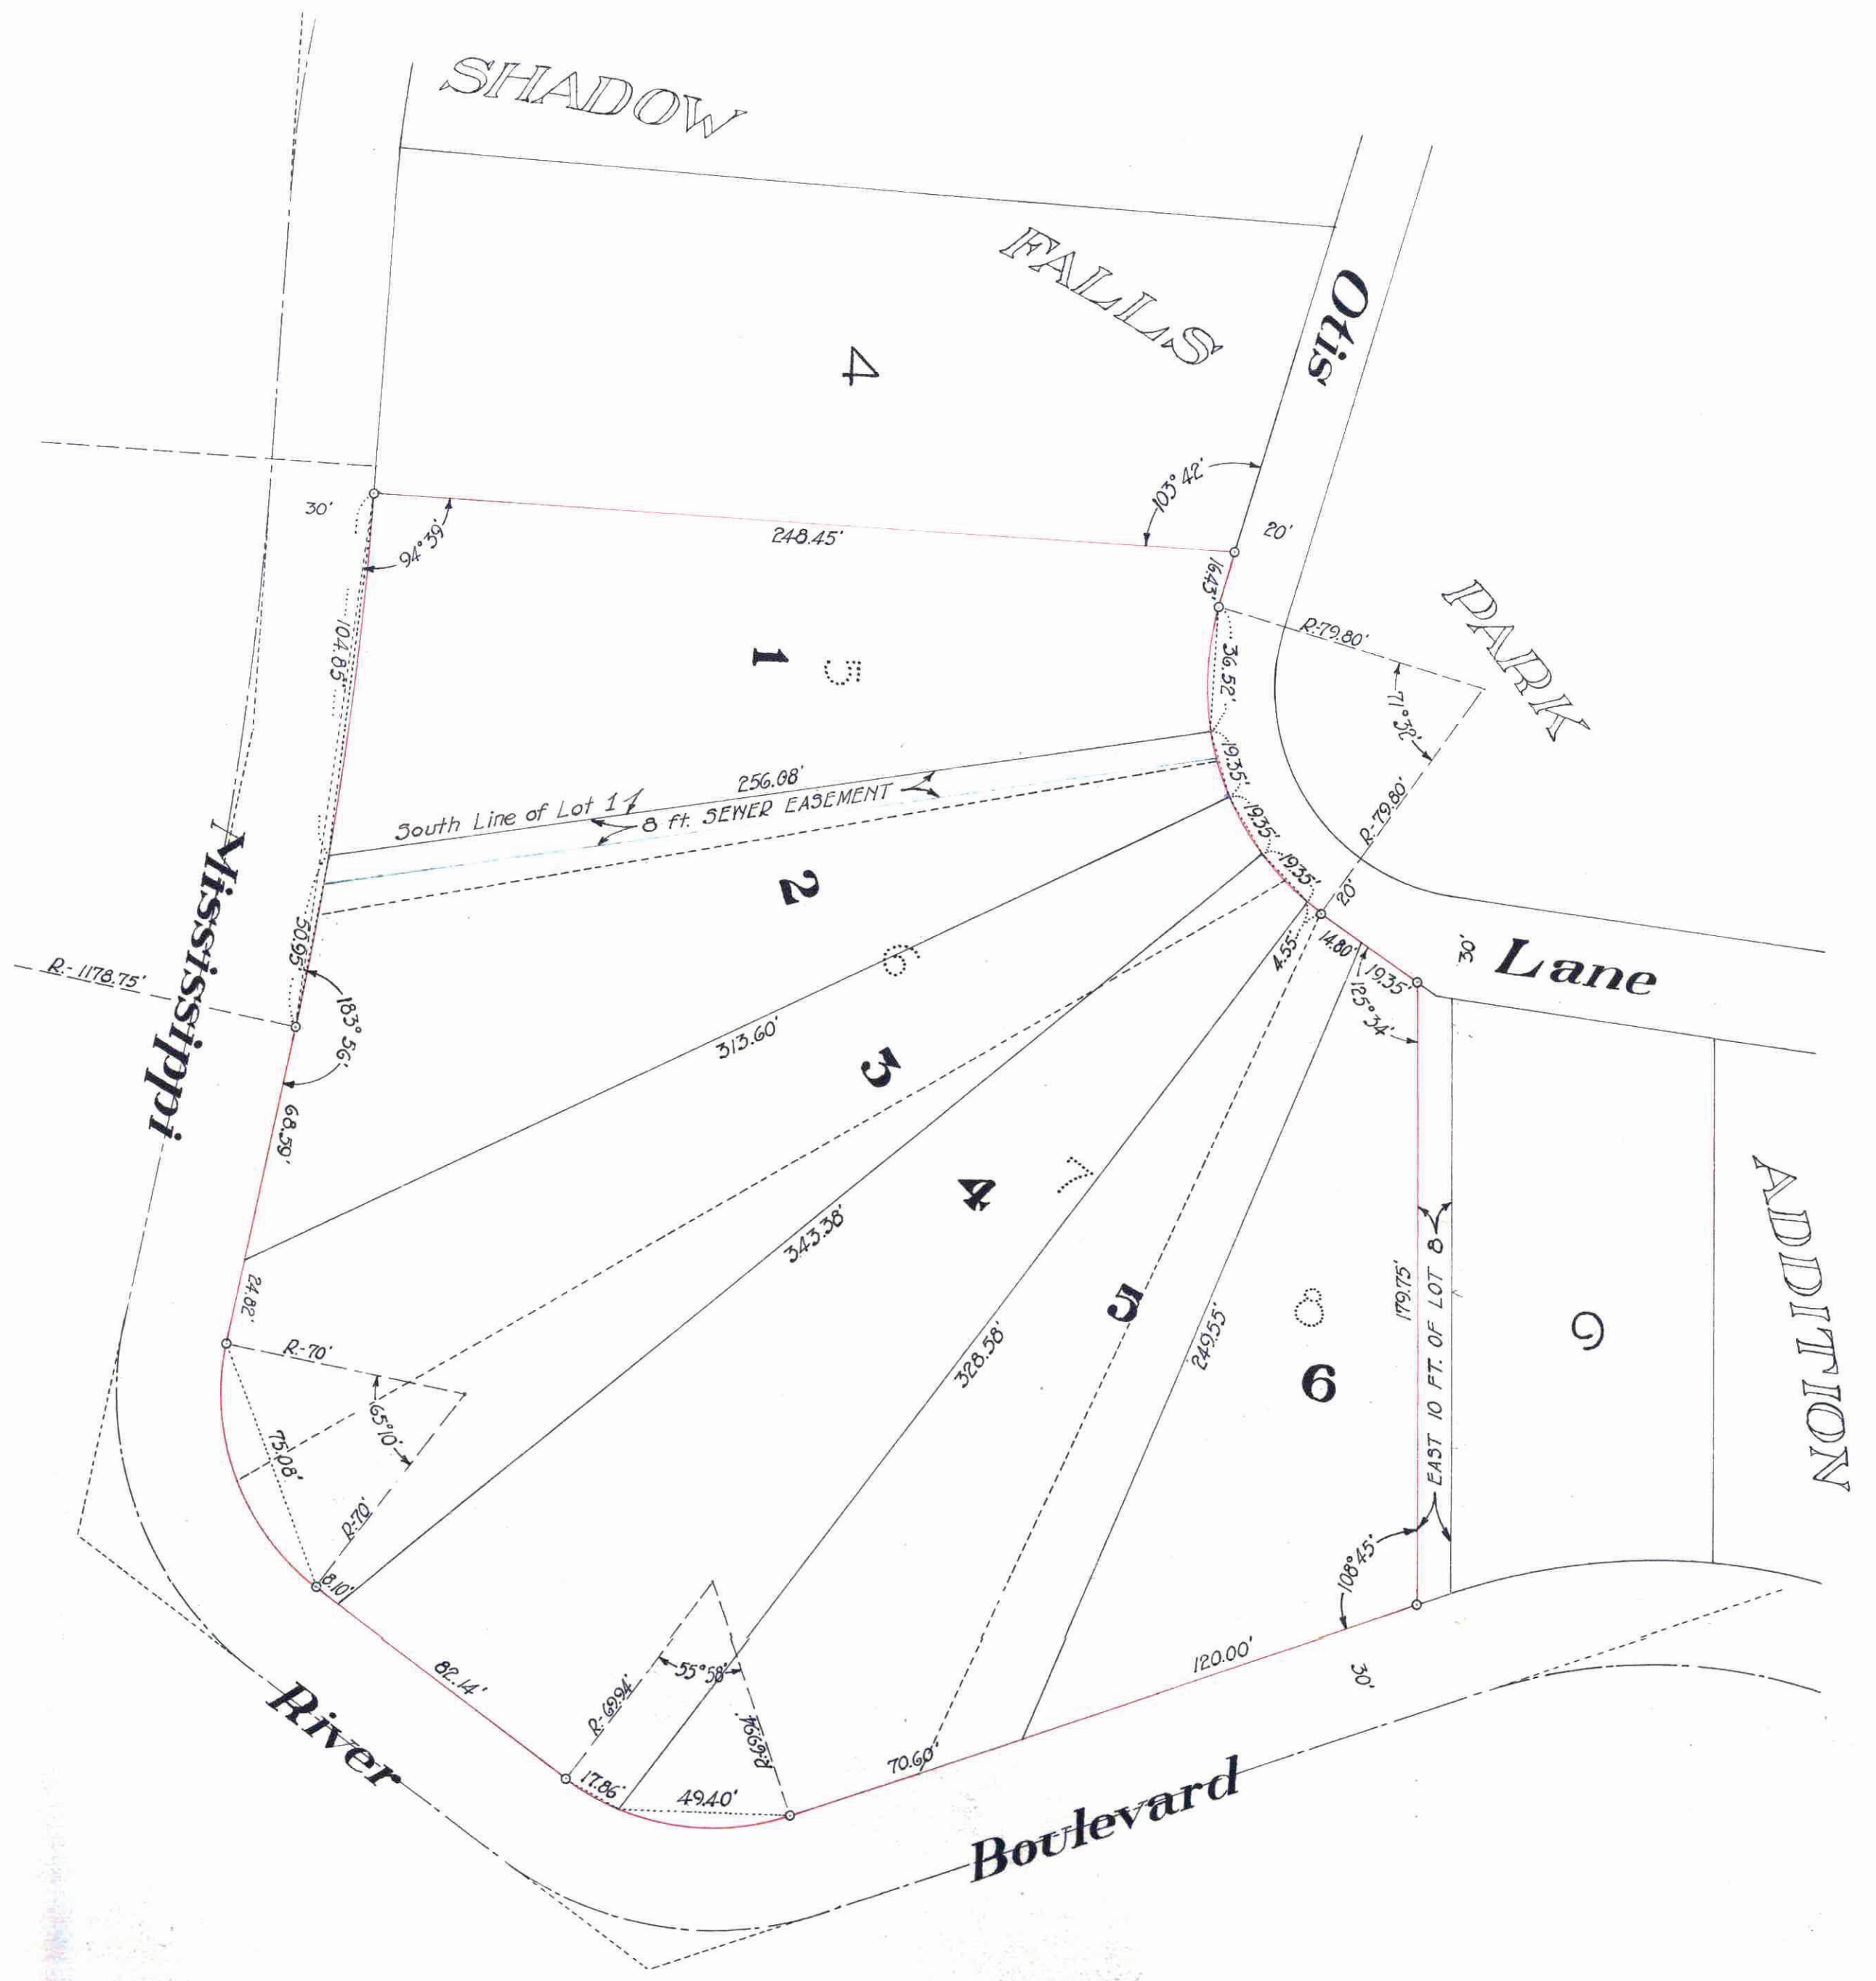 SHADOW
FALLS
PARK
ADDITION
Otis
Lane
Mississippi
River
Boulevard
4
103° 42'
20'
30'
94° 39'
248.45'
16.43'
R.-79.80'
36.52'
71° 32'
104.85'
1
5
19.35'
256.08'
South Line of Lot 1
8 ft. SEWER EASEMENT
R.-79.80'
19.35'
19.35'
20'
2
4.55'
14.80'
19.35'
30'
125° 34'
50.95'
R.- 1178.75'
183° 56'
6
313.60'
3
68.59'
7
4
343.38'
24.82'
R.-70'
65° 10'
75.08'
R.-70'
8.10'
5
328.58'
249.55'
8
6
179.75'
EAST 10 FT. OF LOT 8
9
108° 45'
82.14'
R.-69.94'
55° 58'
R.69.94'
17.86'
49.40'
70.60'
120.00'
30'